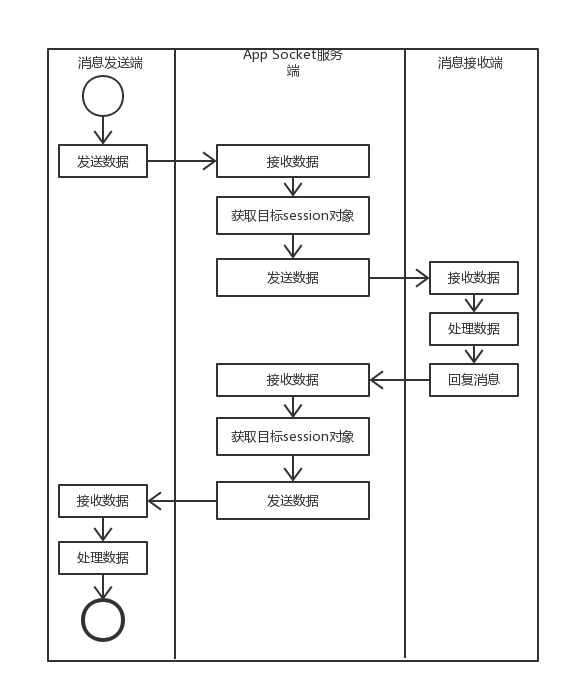 消息发送端
App Socket服务
端
消息接收端
发送数据
接收数据
获取目标session对象
发送数据
接收数据
处理数据
回复消息
接收数据
获取目标session对象
发送数据
接收数据
处理数据